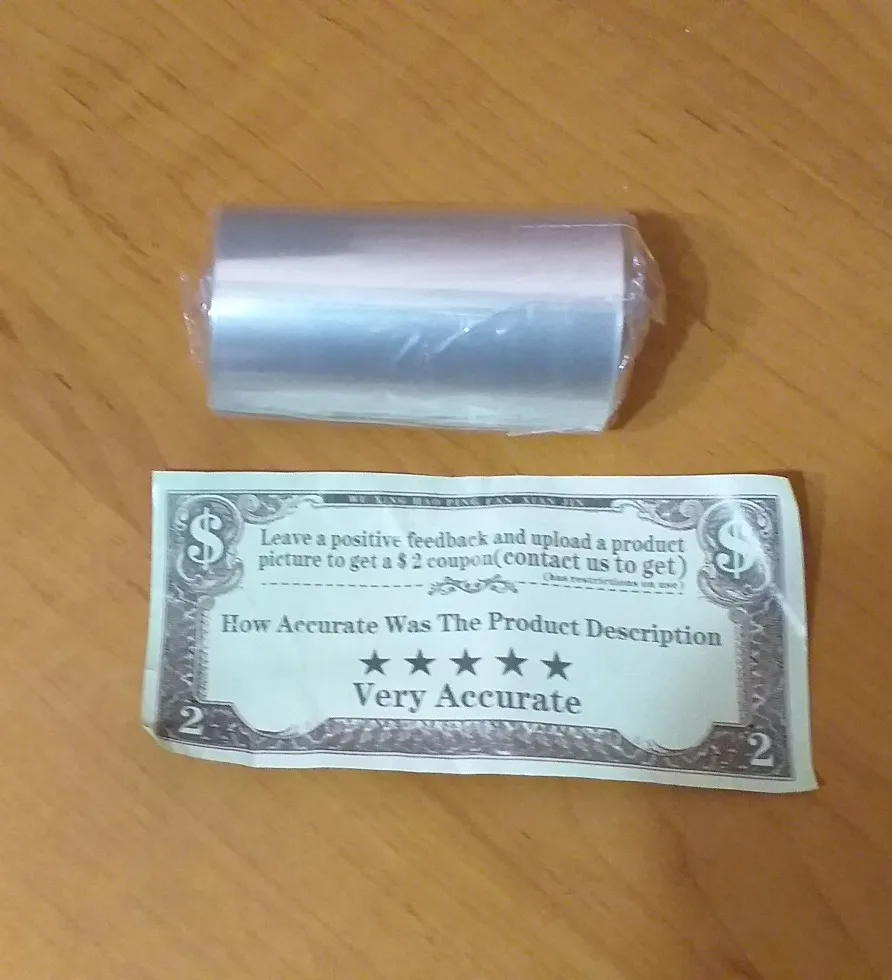 WU XING HAO PING FAN XIAN JIN
$ $
Leave a positive feedback and upload a product
picture to get a $ 2 coupon(contact us to get)
(has restrictions on use)
How Accurate Was The Product Description
★ ★ ★ ★ ★
Very Accurate
2 2